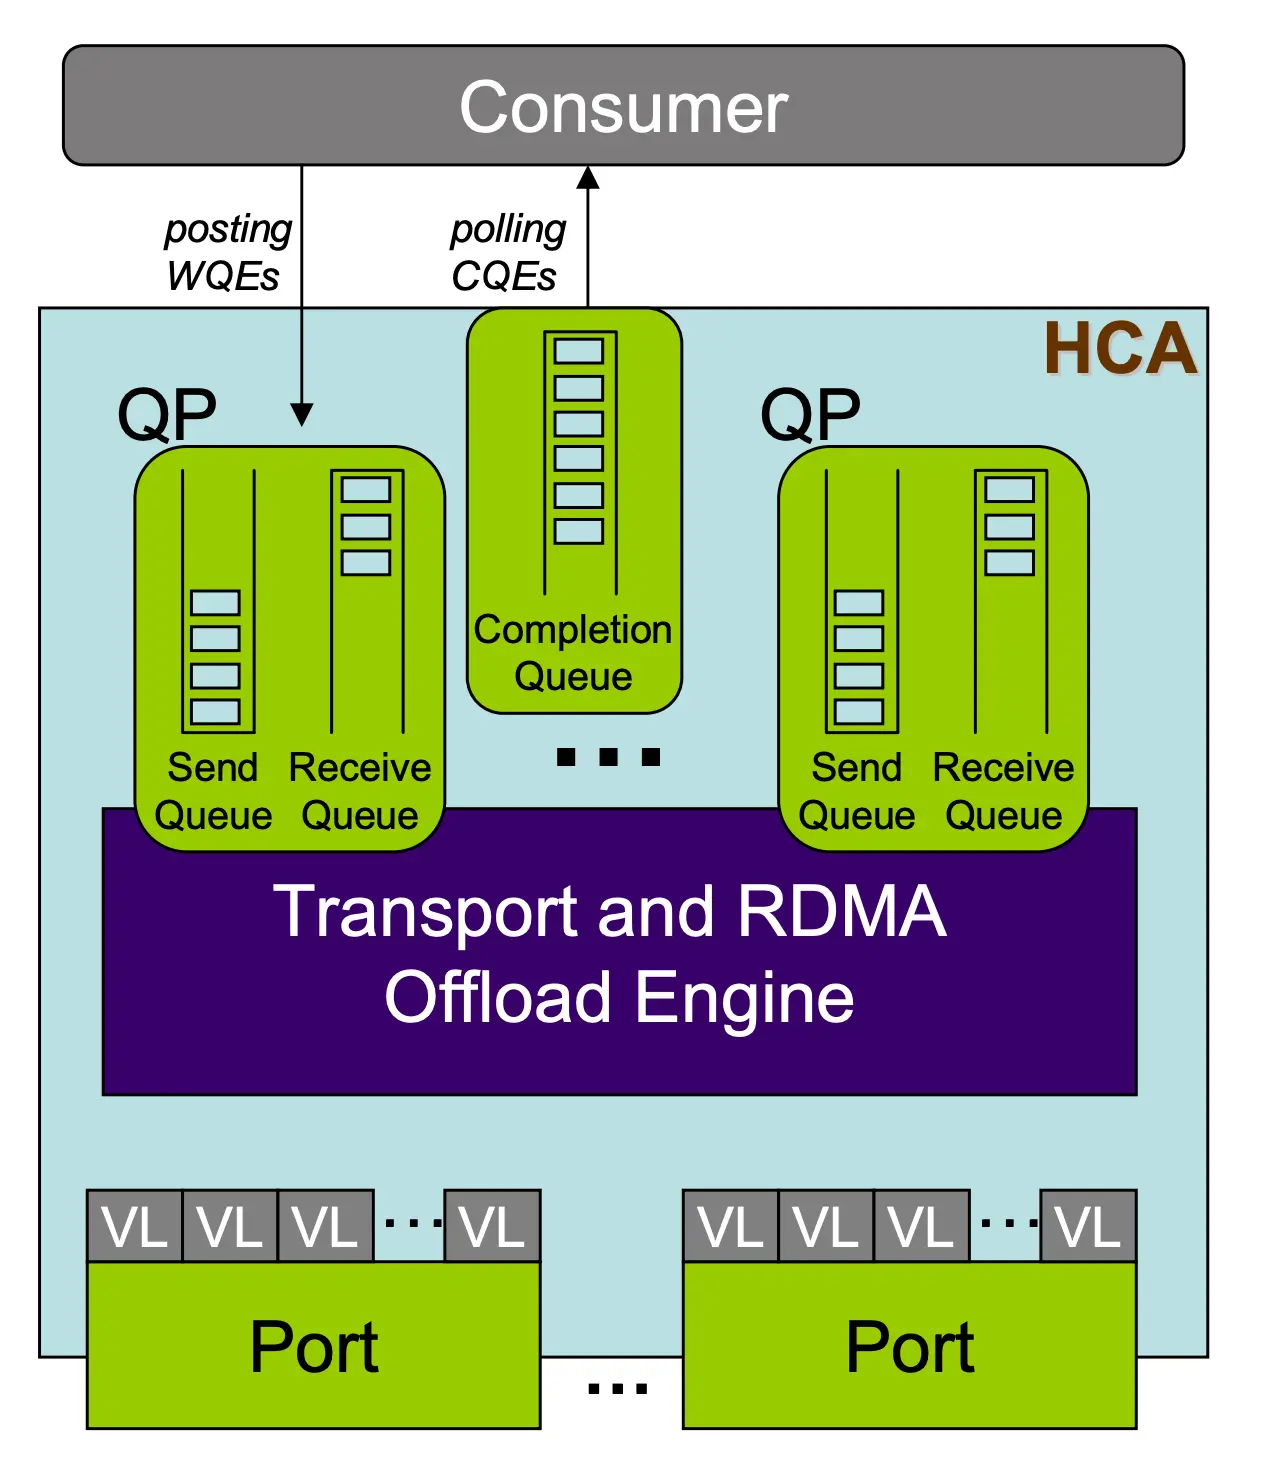 Consumer
posting
WQEs
polling
CQEs
HCA
QP
QP
Completion
Queue
...
Send
Queue
Receive
Queue
Send
Queue
Receive
Queue
Transport and RDMA
Offload Engine
VL VL VL ... VL
VL VL VL ... VL
Port
Port
...